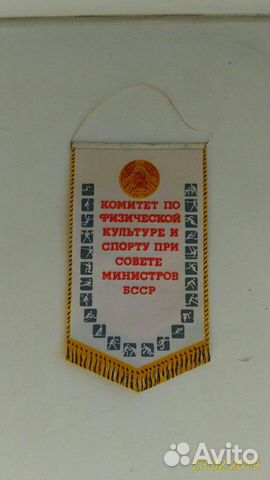 КОМИТЕТ ПО
ФИЗИЧЕСКОЙ
КУЛЬТУРЕ И
СПОРТУ ПРИ
СОВЕТЕ
МИНИСТРОВ
БССР
Avito
23.02.2019